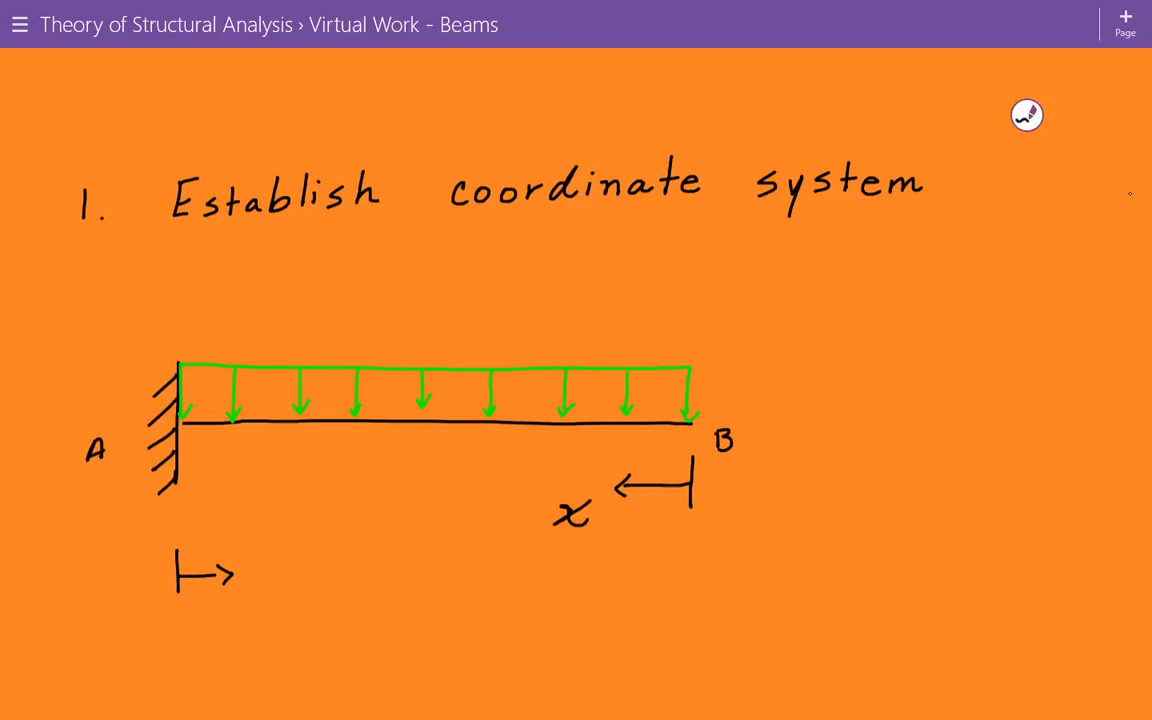 Theory of Structural Analysis › Virtual Work - Beams
Page
1. Establish coordinate system
A
B
x